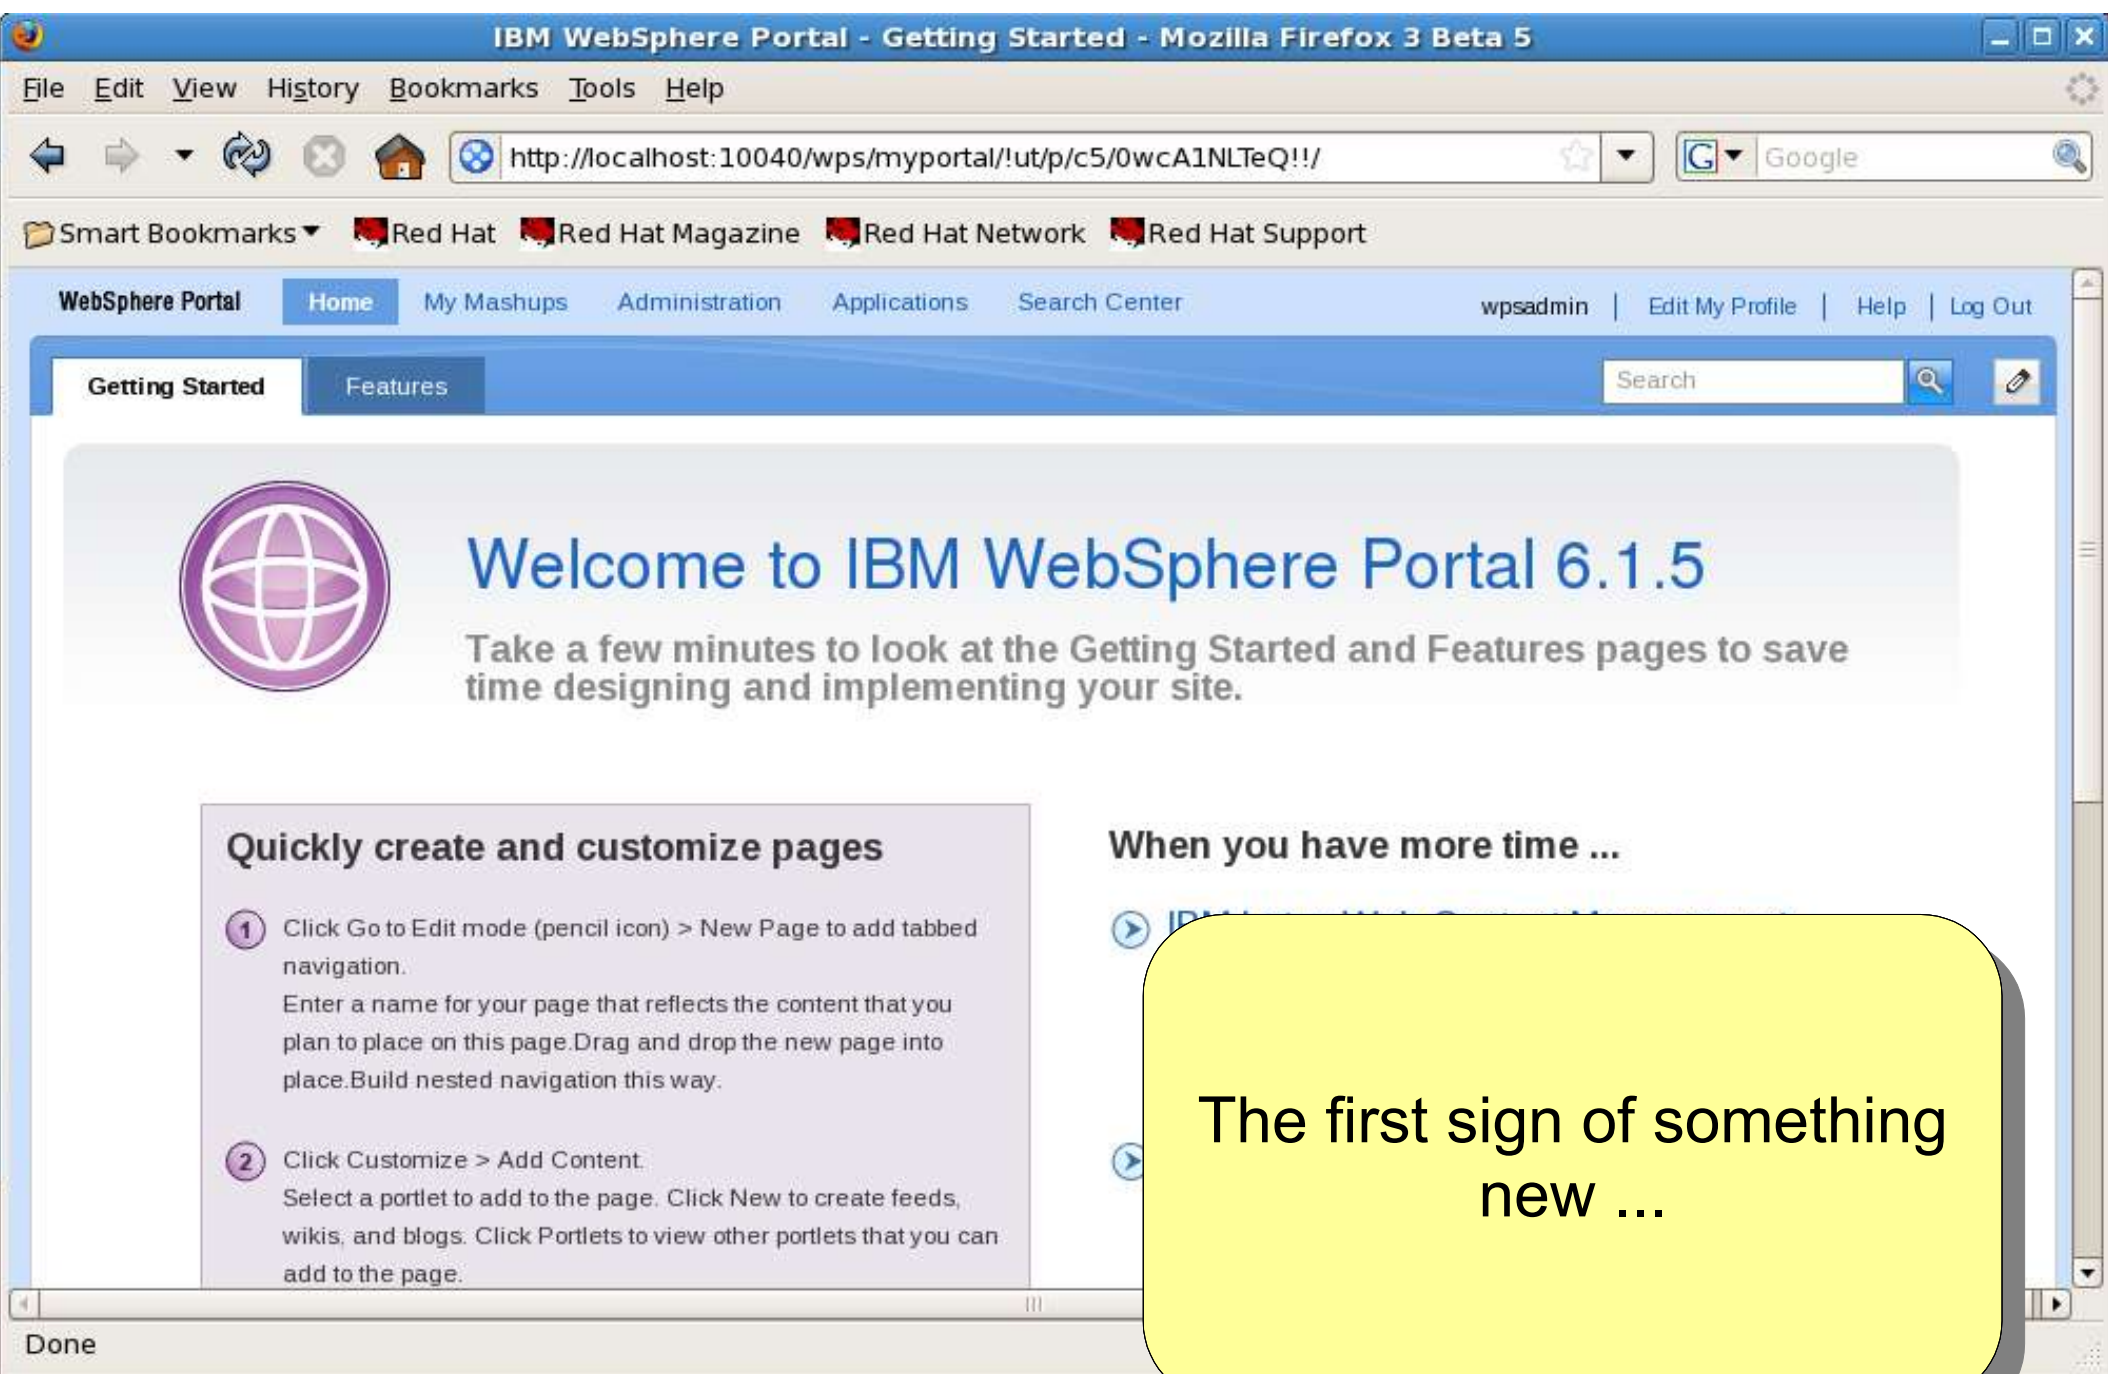 IBM WebSphere Portal - Getting Started - Mozilla Firefox 3 Beta 5
File Edit View History Bookmarks Tools Help
http://localhost:10040/wps/myportal/!ut/p/c5/0wcA1NLTeQ!!/
G Google
Smart Bookmarks Red Hat Red Hat Magazine Red Hat Network Red Hat Support
WebSphere Portal Home My Mashups Administration Applications Search Center wpsadmin | Edit My Profile | Help | Log Out
Getting Started Features Search
Welcome to IBM WebSphere Portal 6.1.5
Take a few minutes to look at the Getting Started and Features pages to save
time designing and implementing your site.
Quickly create and customize pages
1 Click Go to Edit mode (pencil icon) > New Page to add tabbed
navigation.
Enter a name for your page that reflects the content that you
plan to place on this page.Drag and drop the new page into
place.Build nested navigation this way.
2 Click Customize > Add Content.
Select a portlet to add to the page. Click New to create feeds,
wikis, and blogs. Click Portlets to view other portlets that you can
add to the page.
When you have more time ...
The first sign of something
new ...
Done